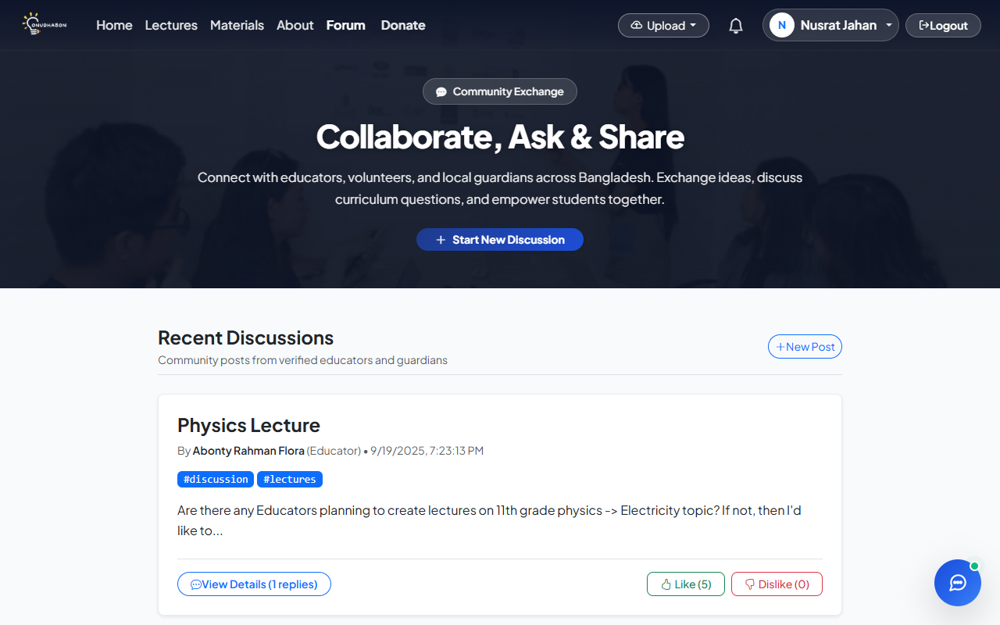 ONUDHABON
Home Lectures Materials About Forum Donate Upload N Nusrat Jahan Logout
Community Exchange
Collaborate, Ask & Share
Connect with educators, volunteers, and local guardians across Bangladesh. Exchange ideas, discuss
curriculum questions, and empower students together.
+ Start New Discussion
Recent Discussions
Community posts from verified educators and guardians
+New Post
Physics Lecture
By Abonty Rahman Flora (Educator) • 9/19/2025, 7:23:13 PM
#discussion #lectures
Are there any Educators planning to create lectures on 11th grade physics -> Electricity topic? If not, then I'd
like to...
View Details (1 replies) Like (5) Dislike (0)